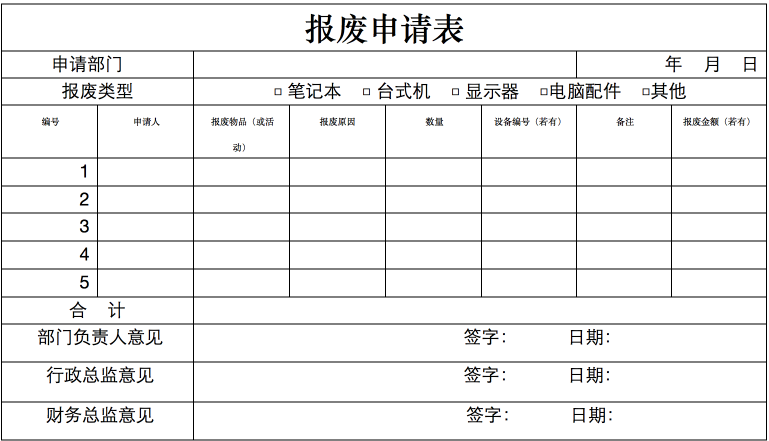 报废申请表
申请部门 年 月 日
报废类型 □ 笔记本 □ 台式机 □ 显示器 □电脑配件 □其他
编号 申请人 报废物品（或活动） 报废原因 数量 设备编号（若有） 备注 报废金额（若有）
1
2
3
4
5
合 计
部门负责人意见 签字： 日期：
行政总监意见 签字： 日期：
财务总监意见 签字： 日期：